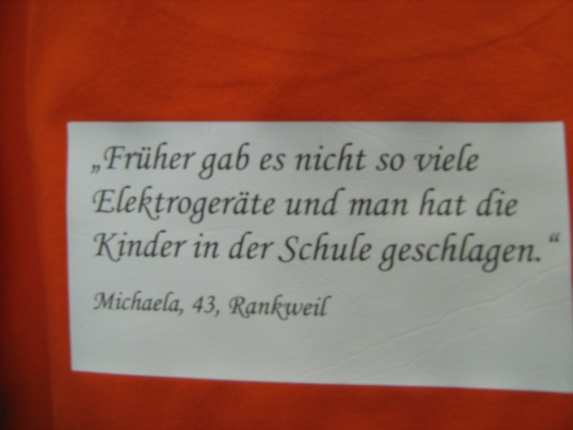 „Früher gab es nicht so viele
Elektrogeräte und man hat die
Kinder in der Schule geschlagen.“
Michaela, 43, Rankweil